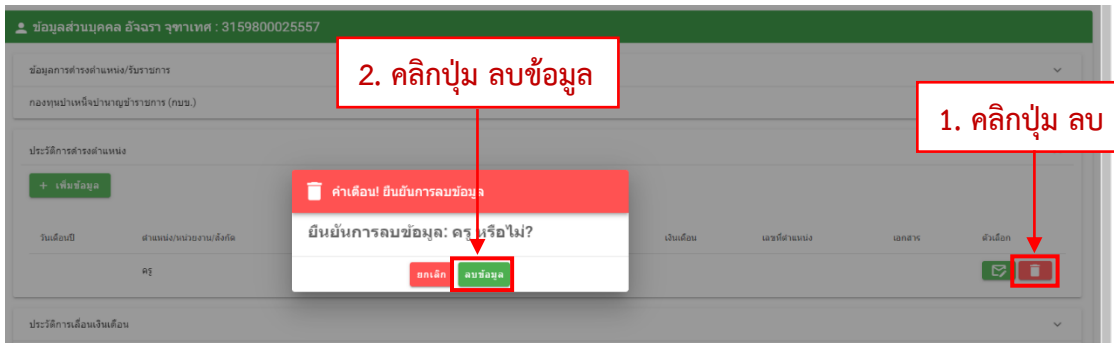 ข้อมูลส่วนบุคคล อัจฉรา จุฑาเทศ : 3159800025557
2. คลิกปุ่ม ลบข้อมูล
ข้อมูลการดำรงตำแหน่ง/รับราชการ
กองทุนบำเหน็จบำนาญข้าราชการ (กบข.)
1. คลิกปุ่ม ลบ
ประวัติการดำรงตำแหน่ง
+ เพิ่มข้อมูล
คำเตือน! ยืนยันการลบข้อมูล
ยืนยันการลบข้อมูล: ครู หรือไม่?
วันเดือนปี ตำแหน่ง/หน่วยงาน/สังกัด เงินเดือน เลขที่ตำแหน่ง เอกสาร ตัวเลือก
ครู
ยกเลิก ลบข้อมูล
ประวัติการเลื่อนเงินเดือน